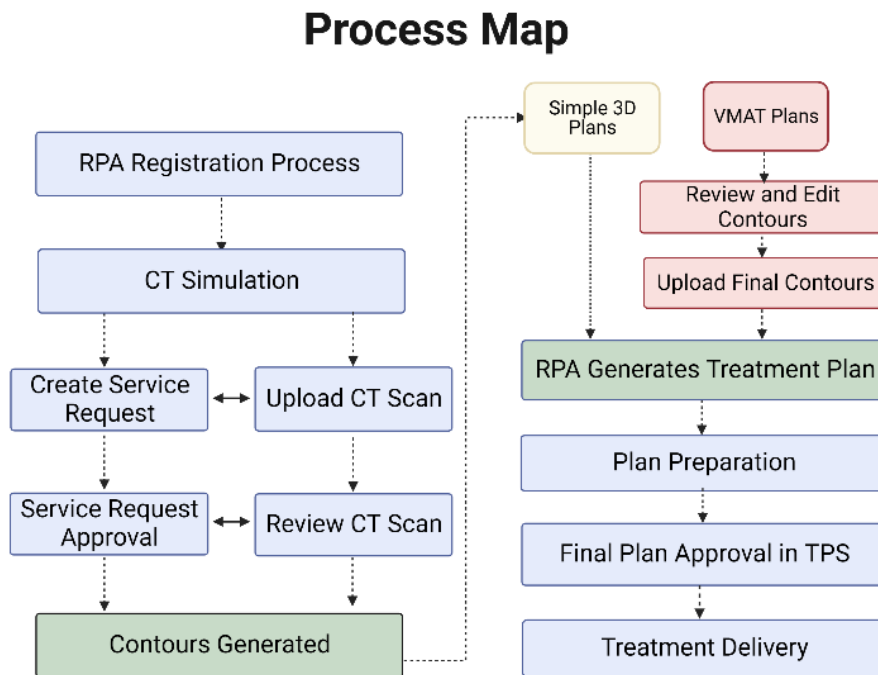 Process Map
RPA Registration Process
CT Simulation
Create Service
Request
Upload CT Scan
Service Request
Approval
Review CT Scan
Contours Generated
Simple 3D
Plans
VMAT Plans
Review and Edit
Contours
Upload Final Contours
RPA Generates Treatment Plan
Plan Preparation
Final Plan Approval in TPS
Treatment Delivery